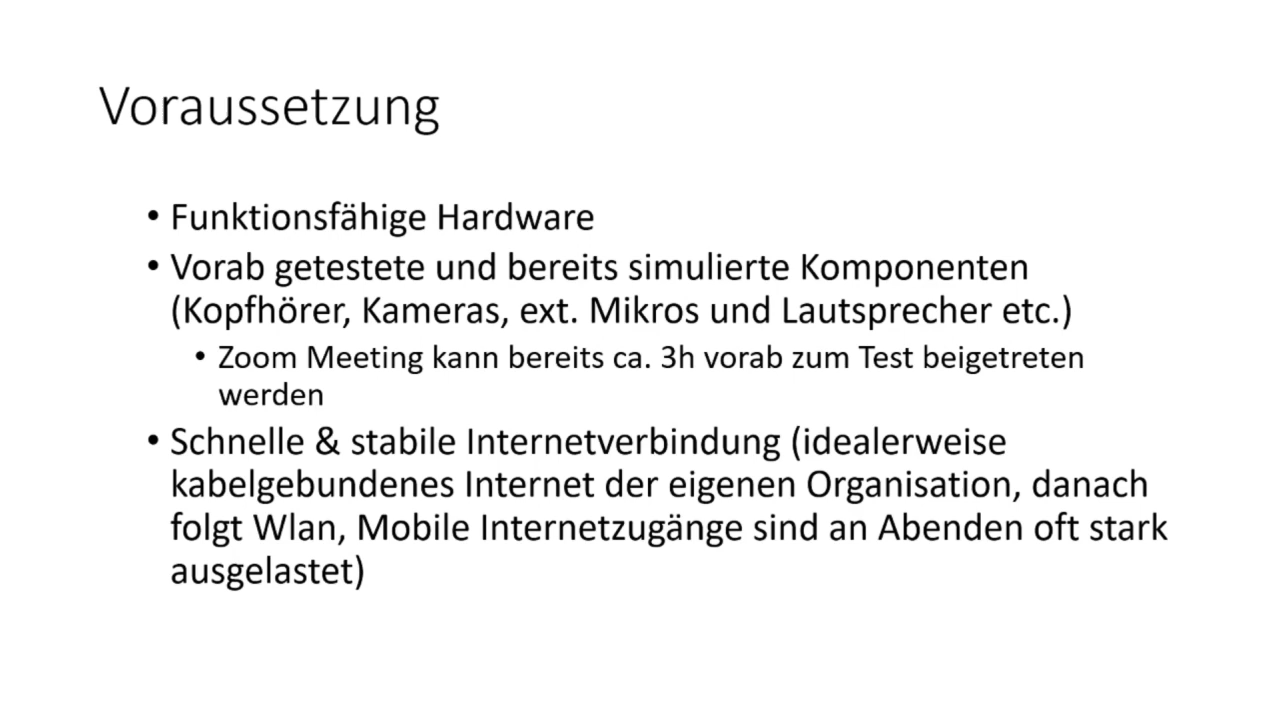 Voraussetzung
• Funktionsfähige Hardware
• Vorab getestete und bereits simulierte Komponenten
(Kopfhörer, Kameras, ext. Mikros und Lautsprecher etc.)
• Zoom Meeting kann bereits ca. 3h vorab zum Test beigetreten
werden
• Schnelle & stabile Internetverbindung (idealerweise
kabelgebundenes Internet der eigenen Organisation, danach
folgt Wlan, Mobile Internetzugänge sind an Abenden oft stark
ausgelastet)